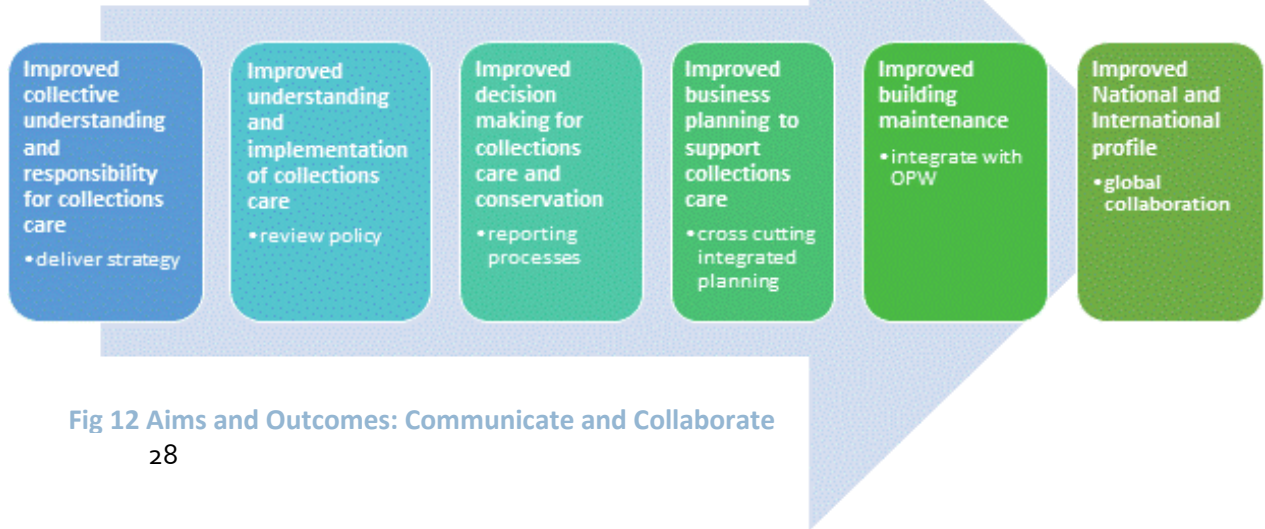 Improved
collective
understanding
and
responsibility
for collections
care
•deliver strategy
Improved
understanding
and
implementation
of collections
care
•review policy
Improved
decision
making for
collections
care and
conservation
•reporting
processes
Improved
business
planning to
support
collections
care
•cross cutting
integrated
planning
Improved
building
maintenance
•integrate with
OPW
Improved
National and
International
profile
•global
collaboration
Fig 12 Aims and Outcomes: Communicate and Collaborate
28